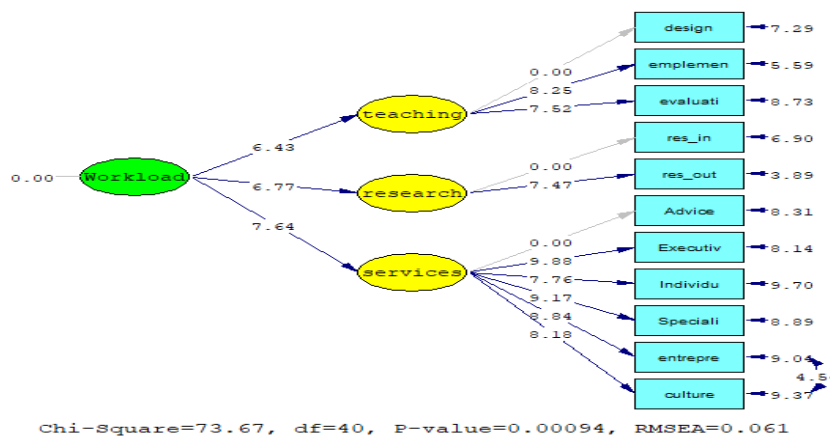 design
7.29
0.00
emplemen
5.59
8.25
teaching
7.52
evaluati
8.73
6.43
res_in
6.90
0.00
0.00
Workload
6.77
research
7.47
res_out
3.89
7.64
Advice
8.31
0.00
Executiv
8.14
9.88
services
7.76
Individu
9.70
9.17
Speciali
8.89
8.84
8.18
entrepre
9.04
culture
9.37
Chi-Square=73.67, df=40, P-value=0.00094, RMSEA=0.061